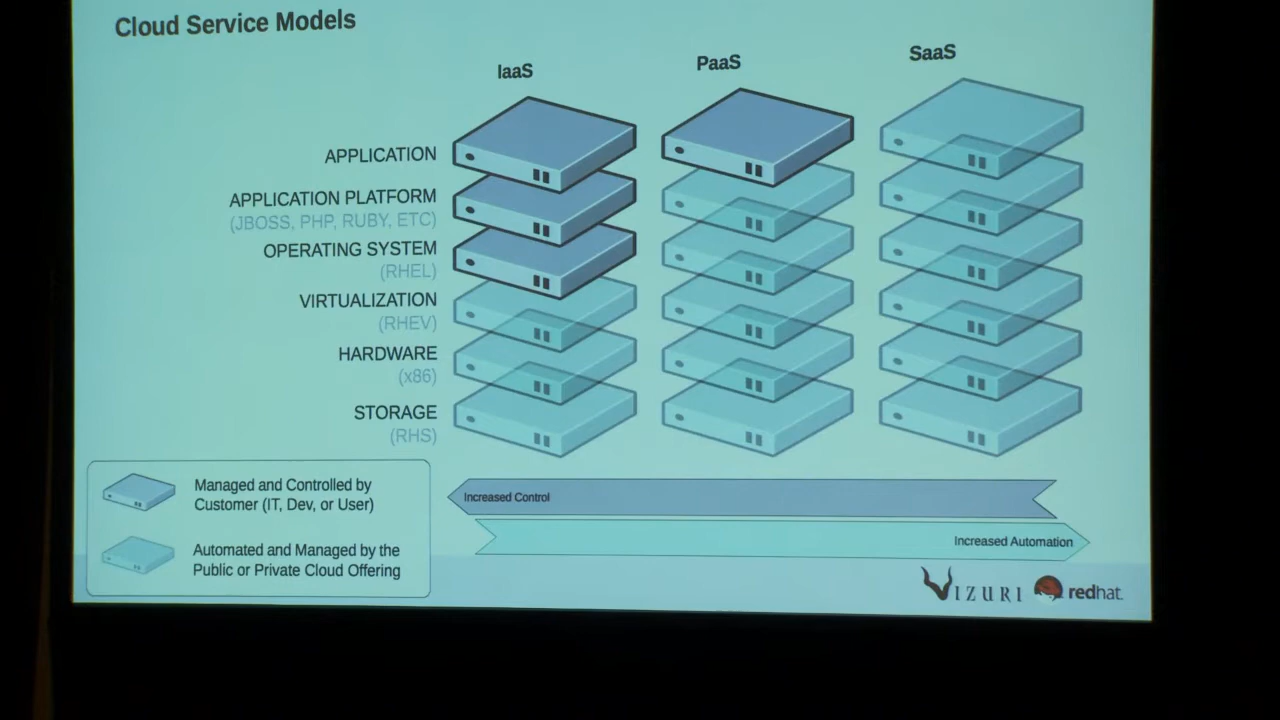 Cloud Service Models
IaaS
PaaS
SaaS
APPLICATION
APPLICATION PLATFORM
(JBOSS, PHP, RUBY, ETC)
OPERATING SYSTEM
(RHEL)
VIRTUALIZATION
(RHEV)
HARDWARE
(x86)
STORAGE
(RHS)
Managed and Controlled by
Customer (IT, Dev, or User)
Automated and Managed by the
Public or Private Cloud Offering
Increased Control
Increased Automation
VIZURI
redhat.